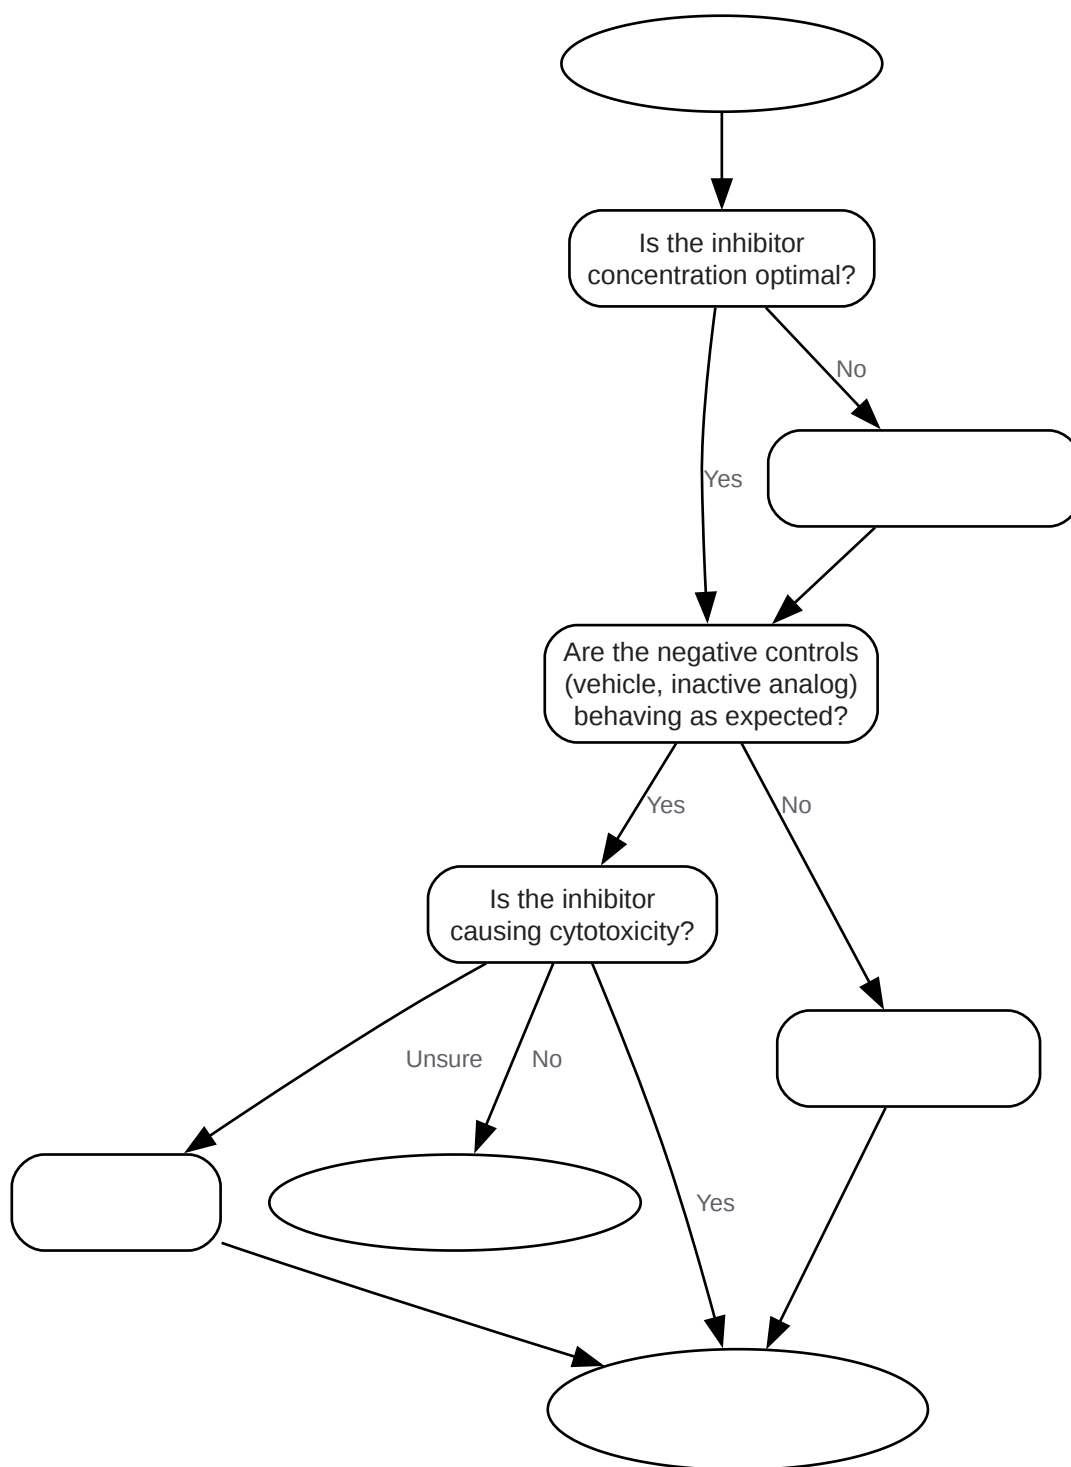 Is the inhibitor
concentration optimal?
No
Yes
Are the negative controls
(vehicle, inactive analog)
behaving as expected?
Yes
No
Is the inhibitor
causing cytotoxicity?
Unsure
No
Yes